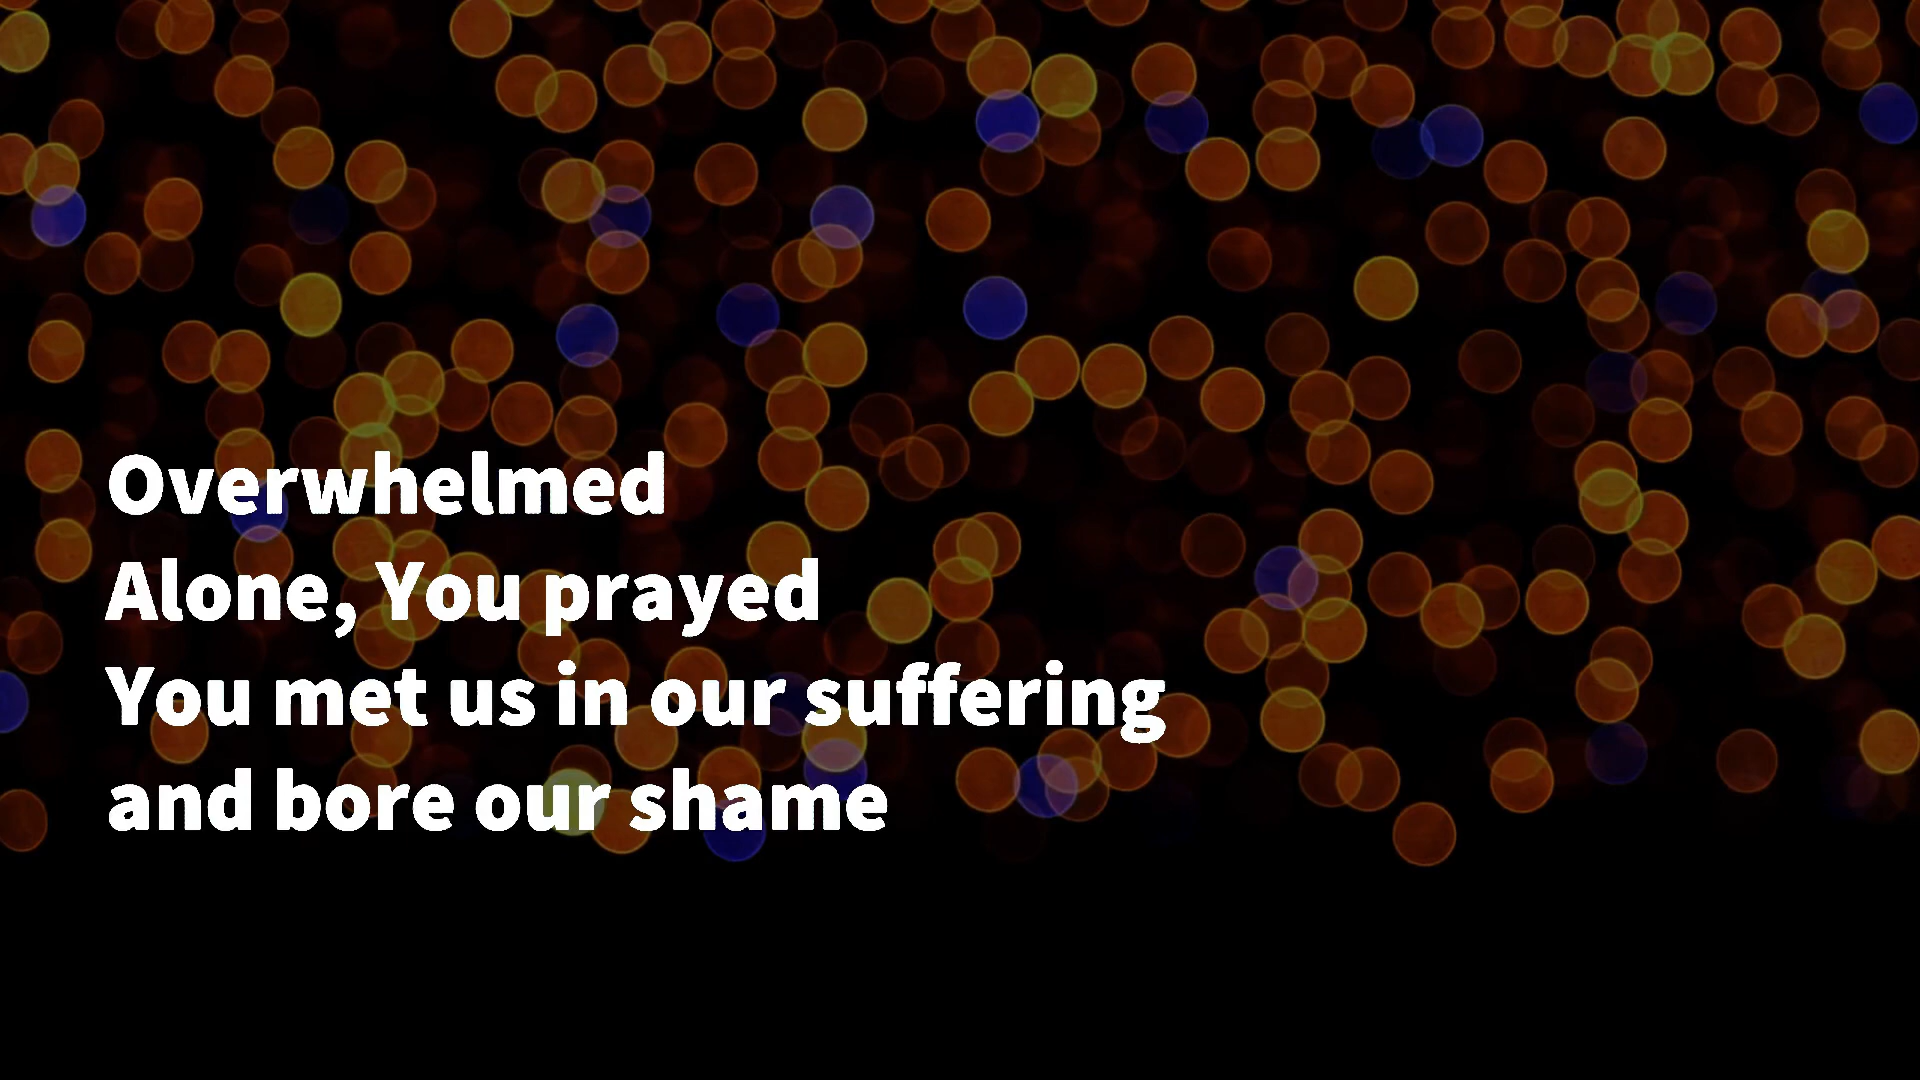 Overwhelmed
Alone, You prayed
You met us in our suffering
and bore our shame